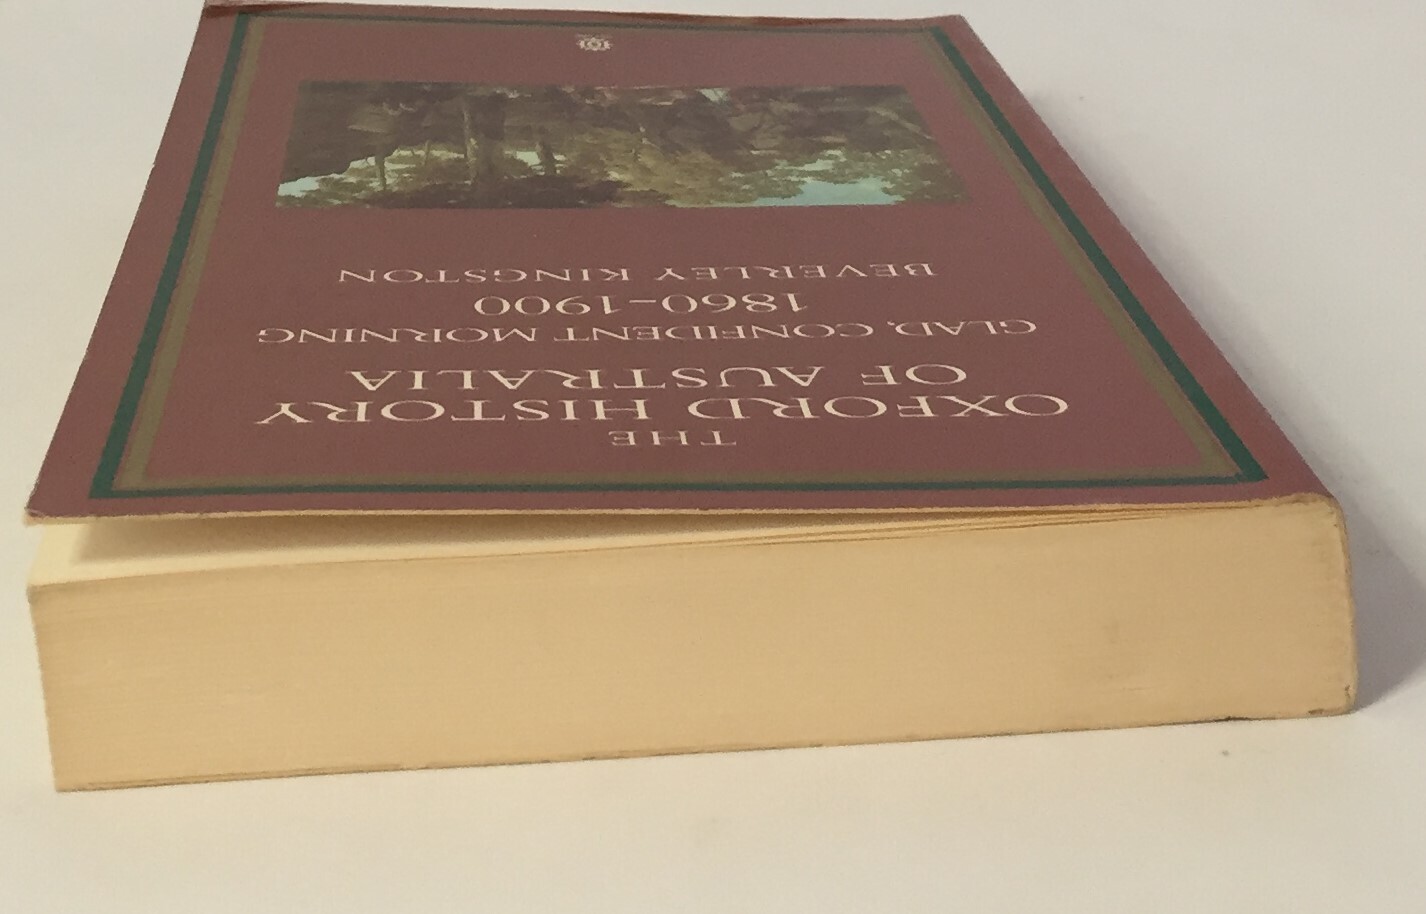 THE
OXFORD HISTORY
OF AUSTRALIA
GLAD, CONFIDENT MORNING
1860–1900
BEVERLEY KINGSTON